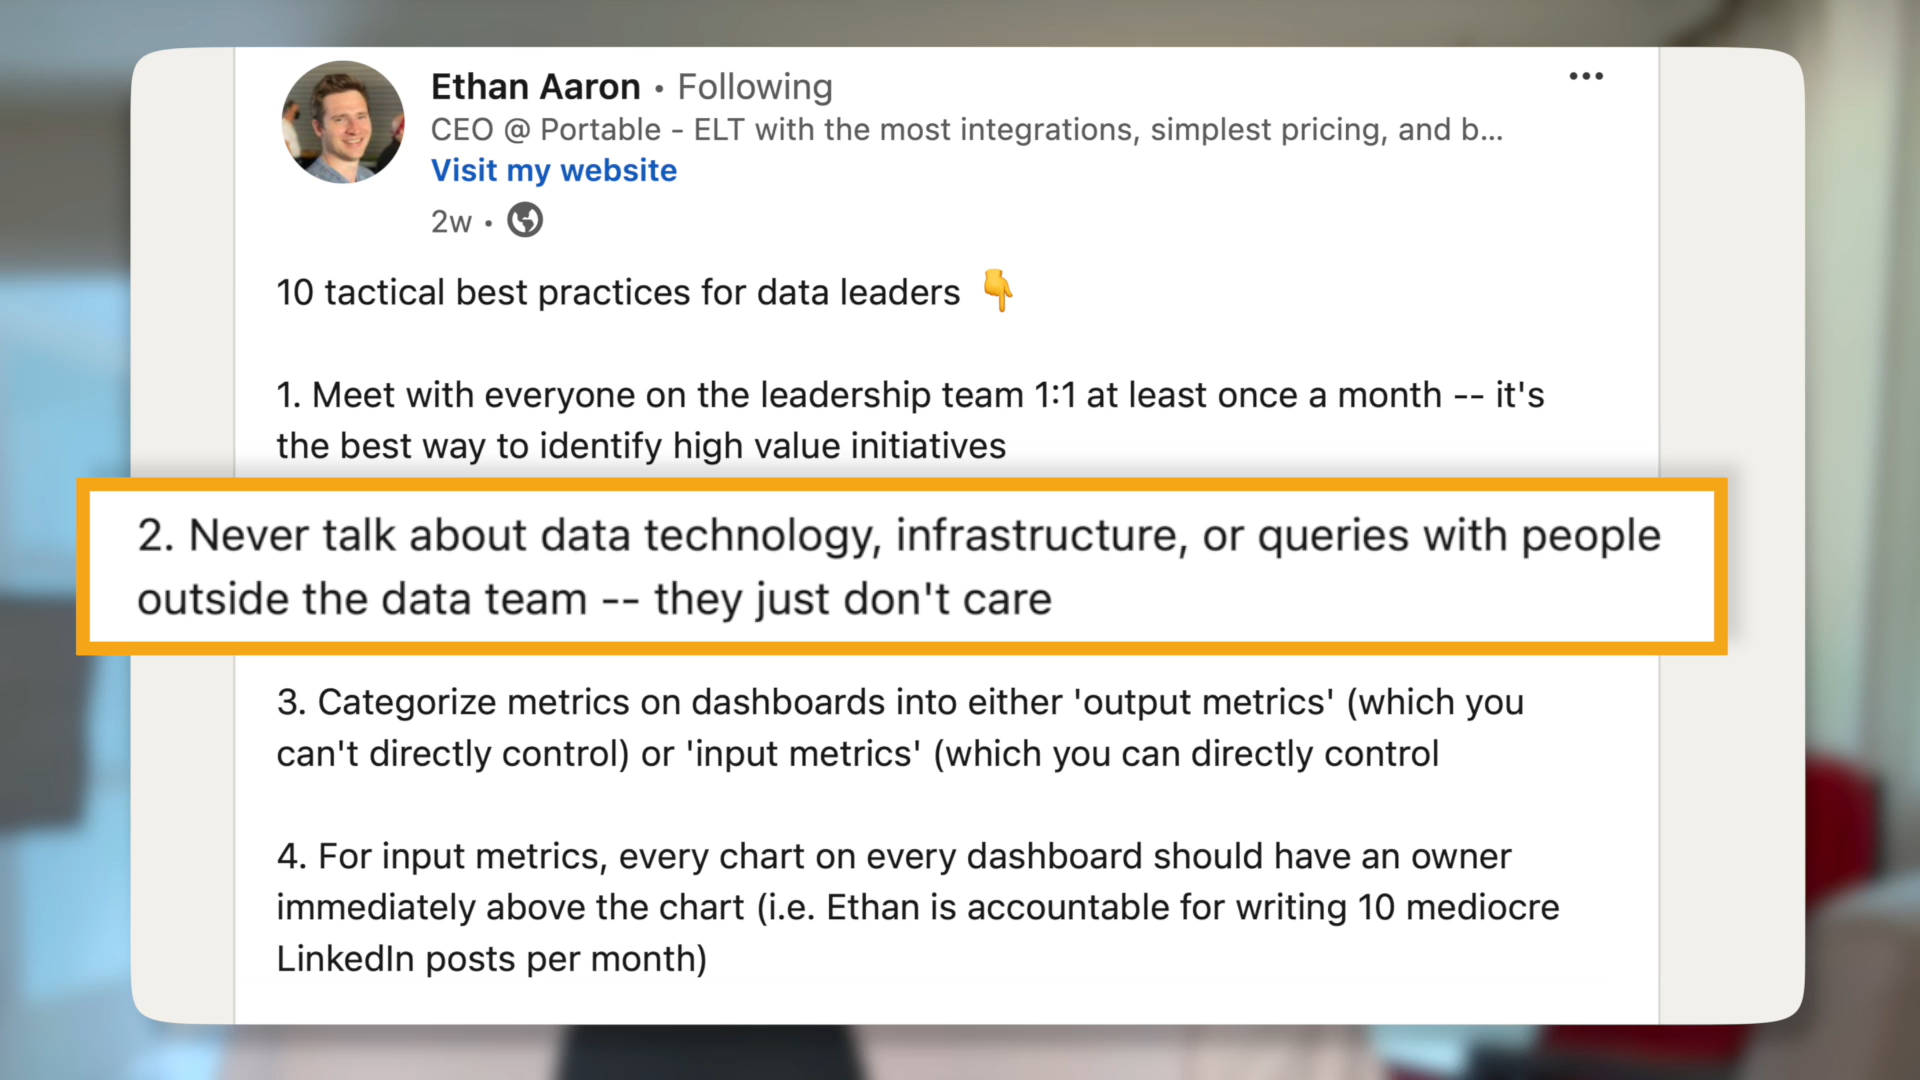 Ethan Aaron • Following
CEO @ Portable - ELT with the most integrations, simplest pricing, and b...
Visit my website
2w •
10 tactical best practices for data leaders 👇
1. Meet with everyone on the leadership team 1:1 at least once a month -- it's
the best way to identify high value initiatives
2. Never talk about data technology, infrastructure, or queries with people
outside the data team -- they just don't care
3. Categorize metrics on dashboards into either 'output metrics' (which you
can't directly control) or 'input metrics' (which you can directly control
4. For input metrics, every chart on every dashboard should have an owner
immediately above the chart (i.e. Ethan is accountable for writing 10 mediocre
LinkedIn posts per month)